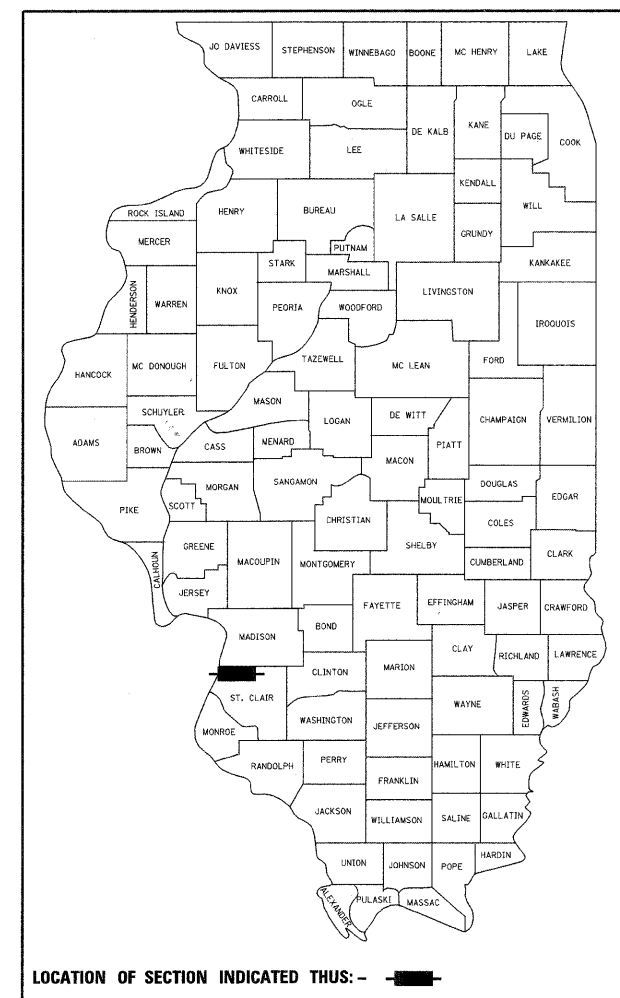 JO DAVIESS STEPHENSON WINNEBAGO BOONE MC HENRY LAKE
CARROLL OGLE DE KALB KANE DU PAGE COOK
WHITESIDE LEE
KENDALL WILL
ROCK ISLAND HENRY BUREAU LA SALLE GRUNDY
MERCER PUTNAM
STARK MARSHALL KANKAKEE
HENDERSON WARREN KNOX PEORIA WOODFORD LIVINGSTON IROQUOIS
HANCOCK MC DONOUGH FULTON TAZEWELL MC LEAN FORD
MASON
SCHUYLER LOGAN DE WITT CHAMPAIGN VERMILION
ADAMS BROWN CASS MENARD PIATT
MACON
MORGAN SANGAMON DOUGLAS
PIKE SCOTT MOULTRIE EDGAR
CHRISTIAN COLES
GREENE MACOUPIN MONTGOMERY SHELBY CUMBERLAND CLARK
CALHOUN JERSEY
FAYETTE EFFINGHAM JASPER CRAWFORD
MADISON BOND
CLAY RICHLAND LAWRENCE
CLINTON MARION
ST. CLAIR WAYNE EDWARDS WABASH
WASHINGTON JEFFERSON
MONROE
RANDOLPH PERRY HAMILTON WHITE
FRANKLIN
JACKSON WILLIAMSON SALINE GALLATIN
UNION JOHNSON POPE HARDIN
ALEXANDER PULASKI MASSAC
LOCATION OF SECTION INDICATED THUS: -